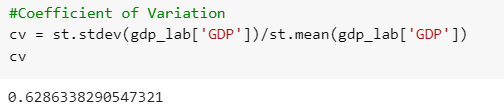 #Coefficient of Variation
cv = st.stdev(gdp_lab['GDP'])/st.mean(gdp_lab['GDP'])
cv
0.6286338290547321